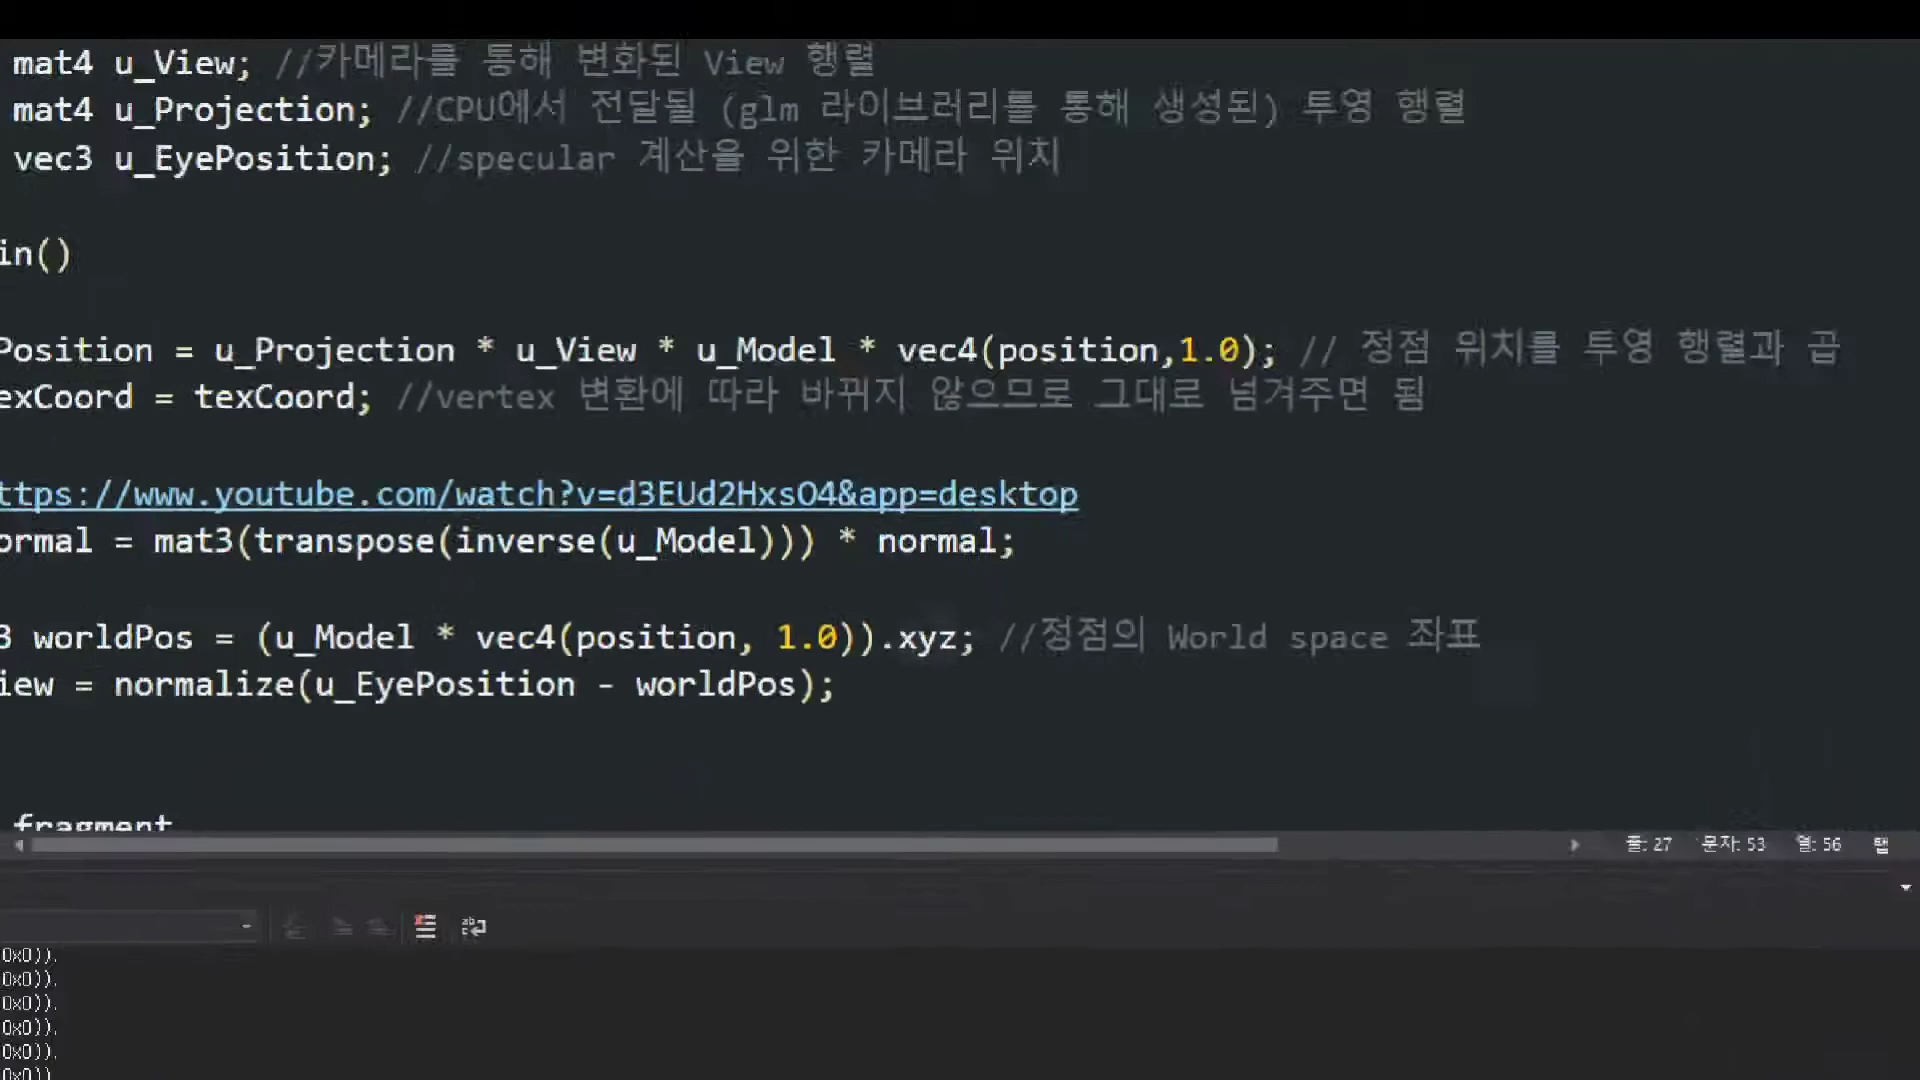 mat4 u_View; //카메라를 통해 변화된 View 행렬
mat4 u_Projection; //CPU에서 전달될 (glm 라이브러리를 통해 생성된) 투영 행렬
vec3 u_EyePosition; //specular 계산을 위한 카메라 위치
in()
Position = u_Projection * u_View * u_Model * vec4(position,1.0); // 정점 위치를 투영 행렬과 곱
exCoord = texCoord; //vertex 변환에 따라 바뀌지 않으므로 그대로 넘겨주면 됨
ttps://www.youtube.com/watch?v=d3EUd2HxsO4&app=desktop
ormal = mat3(transpose(inverse(u_Model))) * normal;
3 worldPos = (u_Model * vec4(position, 1.0)).xyz; //정점의 World space 좌표
iew = normalize(u_EyePosition - worldPos);
fragment
줄: 27 문자: 53 열: 56 탭
0x0)).
0x0)).
0x0)).
0x0)).
0x0)).
0x0))